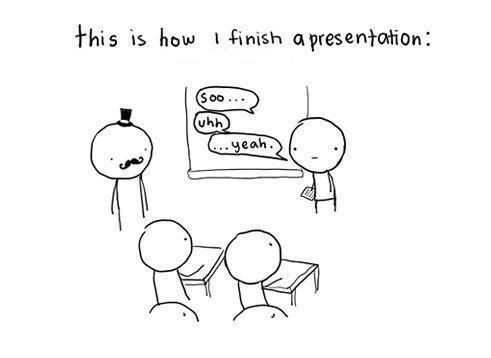 this is how I finish a presentation:
Soo...
Uhh
...yeah.